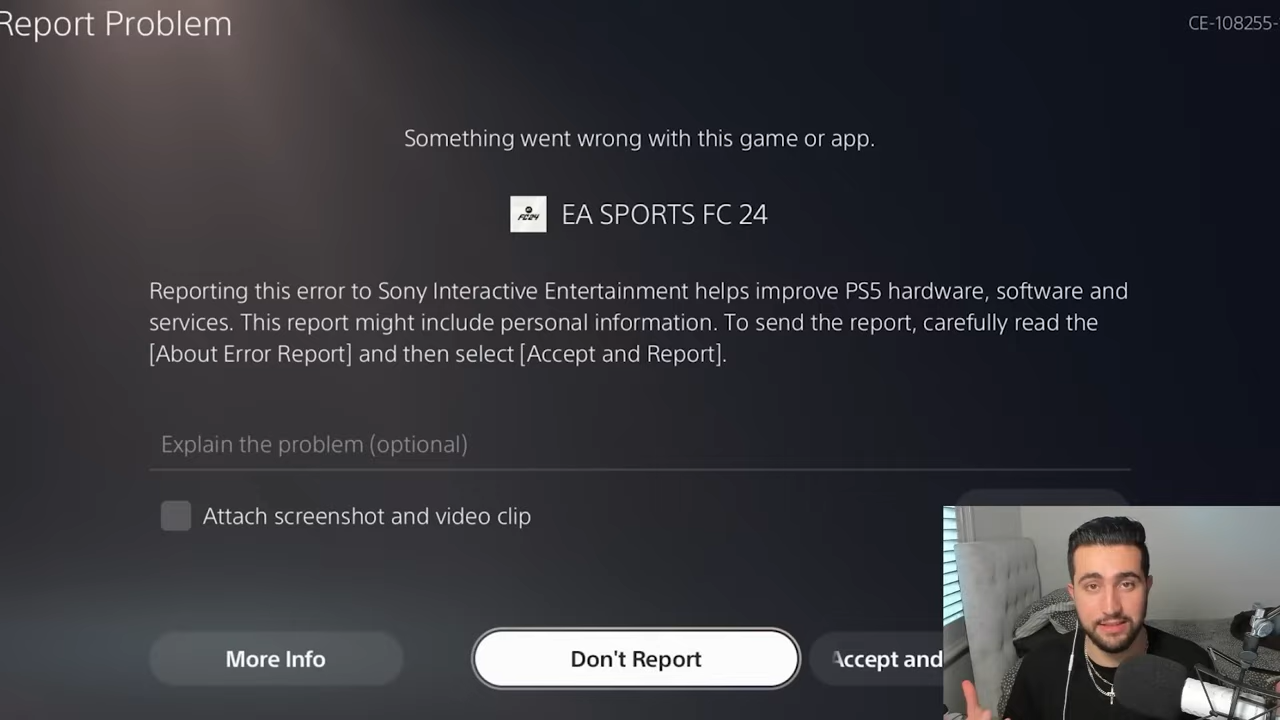 Report Problem
CE-108255-
Something went wrong with this game or app.
FC24
EA SPORTS FC 24
Reporting this error to Sony Interactive Entertainment helps improve PS5 hardware, software and
services. This report might include personal information. To send the report, carefully read the
[About Error Report] and then select [Accept and Report].
Explain the problem (optional)
Attach screenshot and video clip
More Info
Don't Report
Accept and